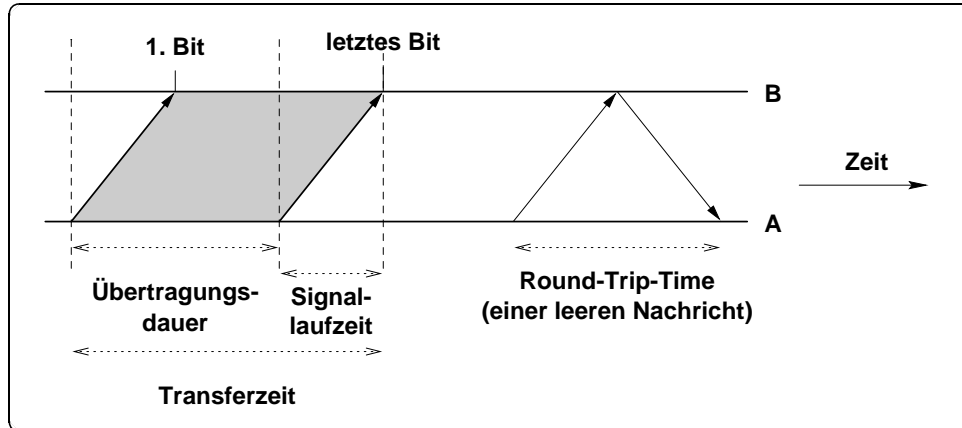 1. Bit
letztes Bit
B
Zeit
A
Übertragungs-
dauer
Signal-
laufzeit
Round-Trip-Time
(einer leeren Nachricht)
Transferzeit